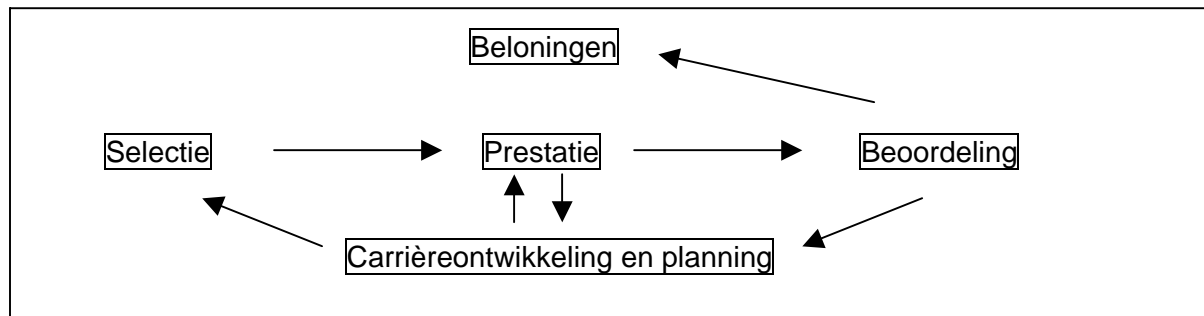 Beloningen
Selectie
Prestatie
Beoordeling
Carrièreontwikkeling en planning